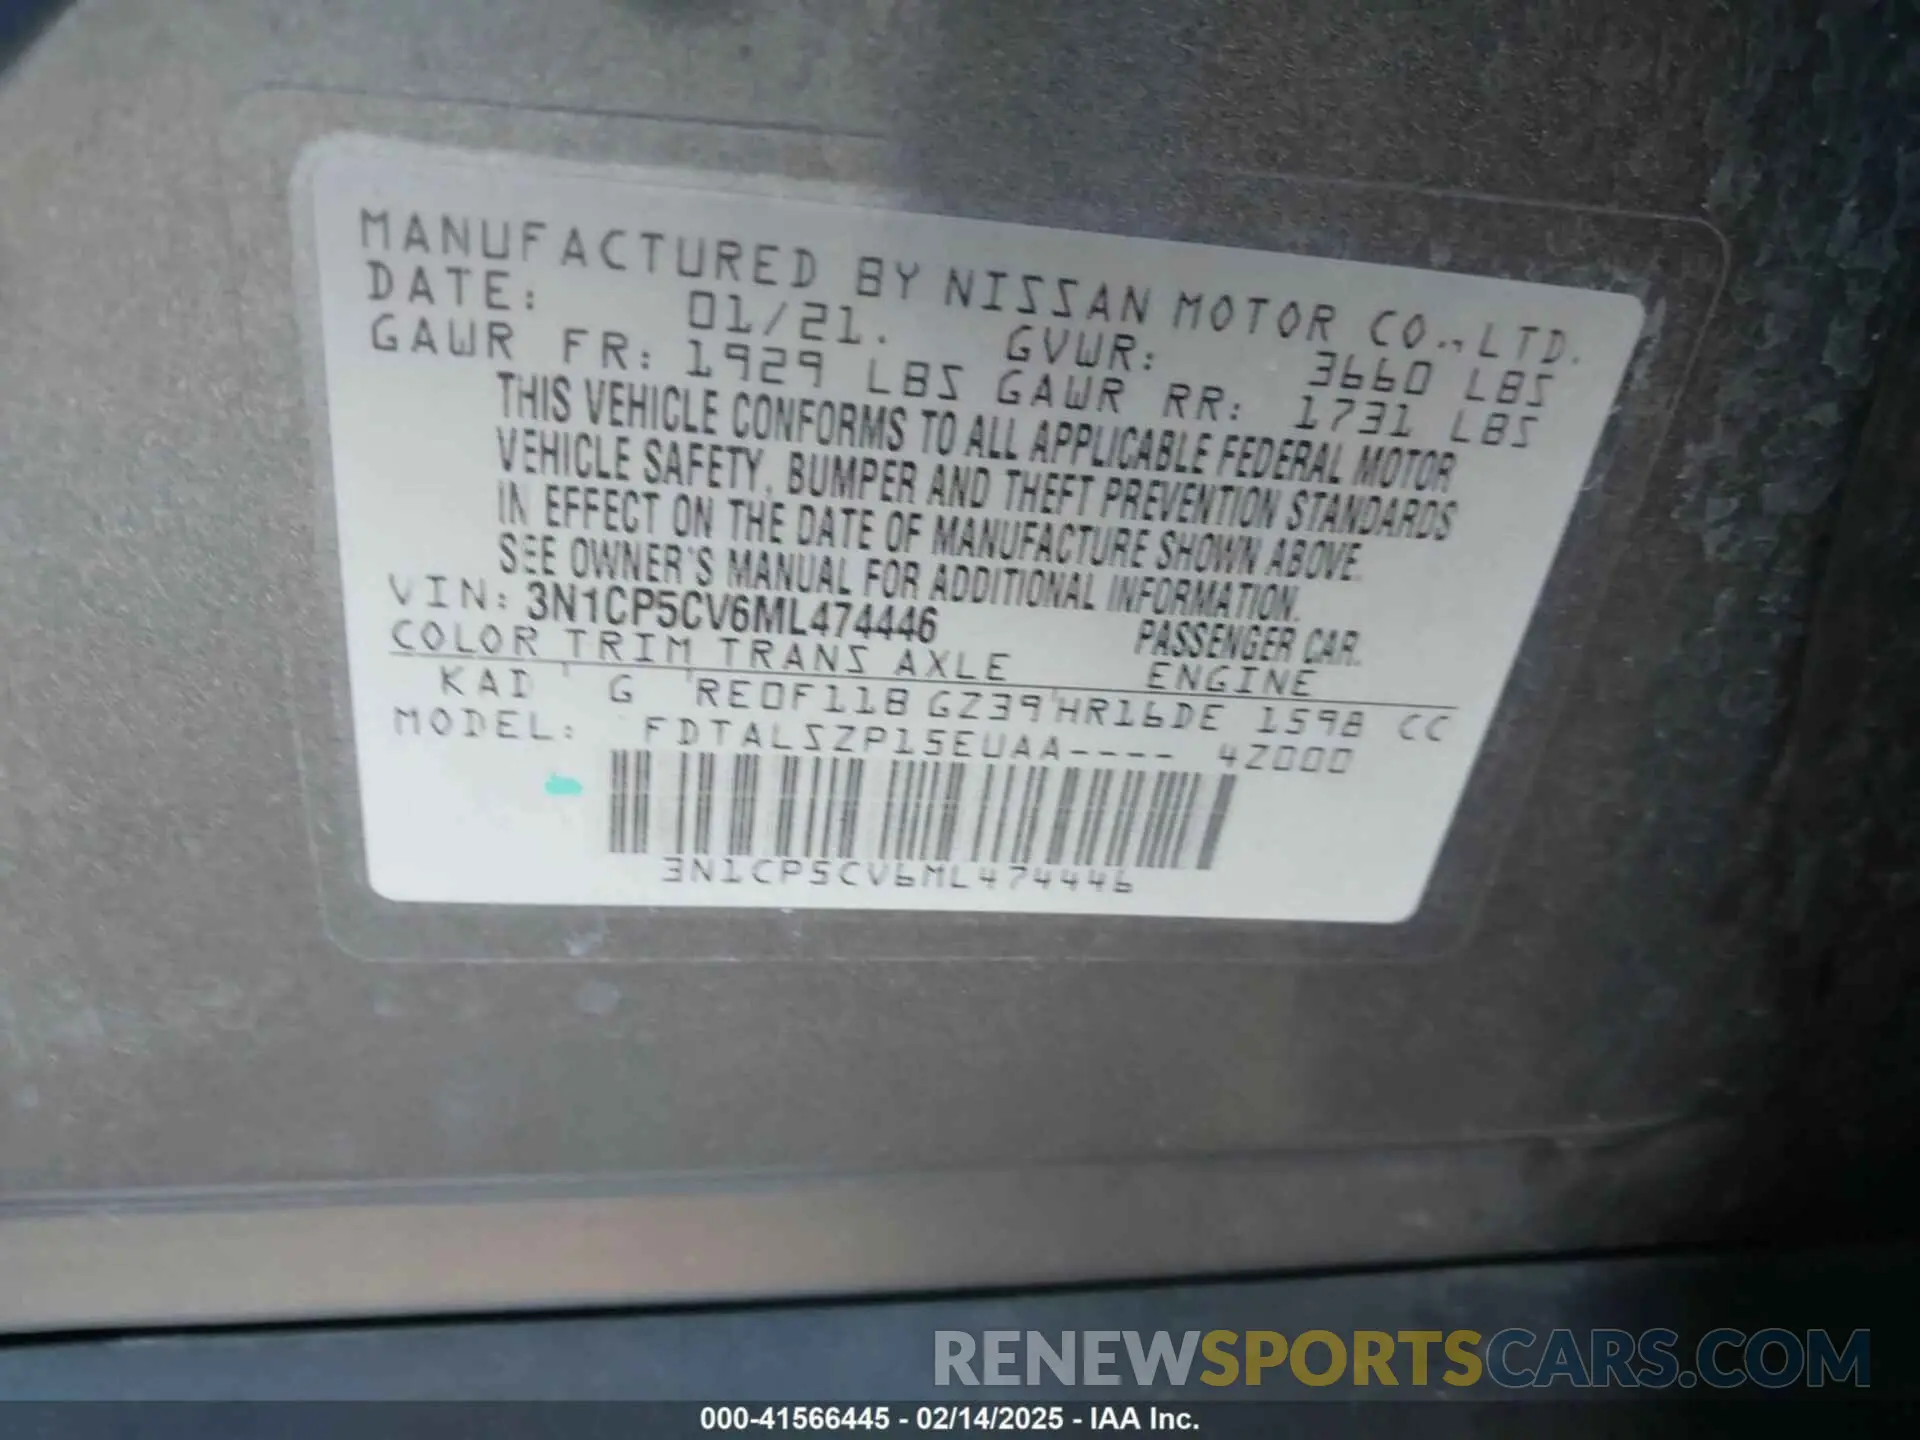 MANUFACTURED BY NISSAN MOTOR CO., LTD.
DATE: 01/21. GVWR: 3660 LBS
GAWR FR: 1929 LBS GAWR RR: 1731 LBS
THIS VEHICLE CONFORMS TO ALL APPLICABLE FEDERAL MOTOR
VEHICLE SAFETY, BUMPER AND THEFT PREVENTION STANDARDS
IN EFFECT ON THE DATE OF MANUFACTURE SHOWN ABOVE.
SEE OWNER'S MANUAL FOR ADDITIONAL INFORMATION.
VIN: 3N1CP5CV6ML474446 PASSENGER CAR.
COLOR TRIM TRANS AXLE ENGINE
KAD G RE0F11B GZ39 HR16DE 1598 CC
MODEL: FDTALSZP15EUAA---- 4Z000
3N1CP5CV6ML474446
RENEWSPORTSCARS.COM
000-41566445 - 02/14/2025 - IAA Inc.